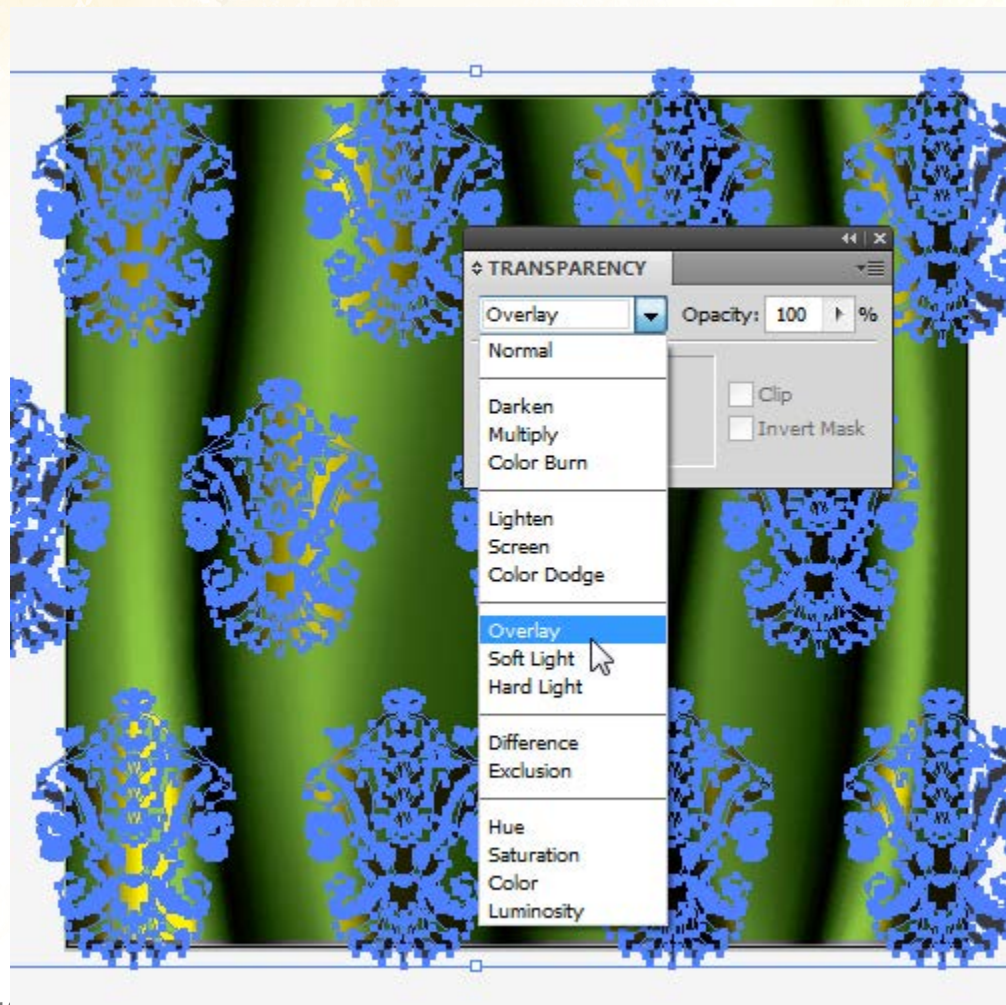 TRANSPARENCY
Overlay Opacity: 100 %
Normal
Darken
Multiply
Color Burn
Lighten
Screen
Color Dodge
Overlay
Soft Light
Hard Light
Difference
Exclusion
Hue
Saturation
Color
Luminosity
Clip
Invert Mask